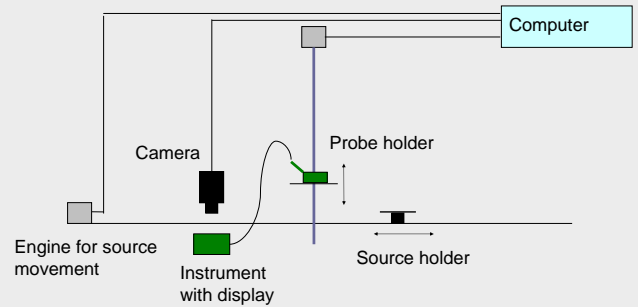 Computer
Probe holder
Camera
Engine for source
movement
Instrument
with display
Source holder